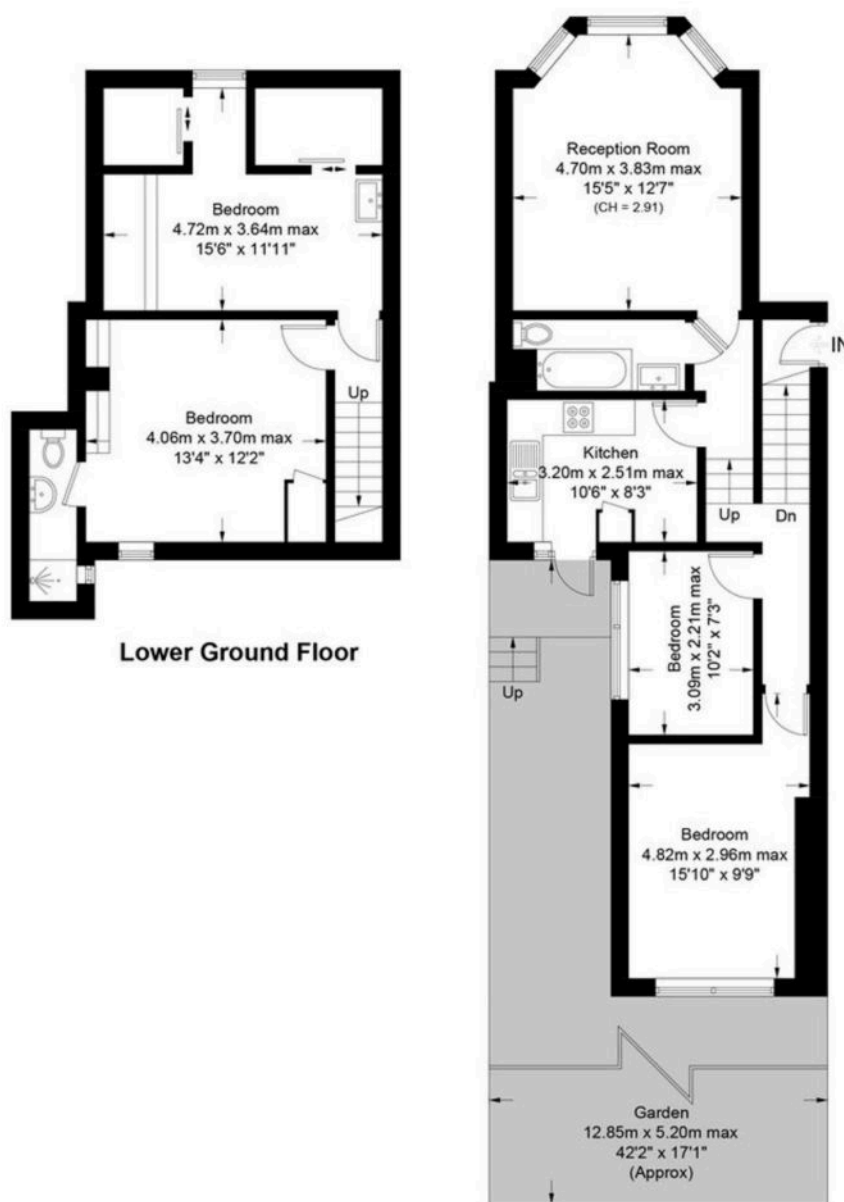 Bedroom
4.72m x 3.64m max
15'6" x 11'11"
Up
Bedroom
4.06m x 3.70m max
13'4" x 12'2"
Lower Ground Floor
Reception Room
4.70m x 3.83m max
15'5" x 12'7"
(CH = 2.91)
IN
Kitchen
3.20m x 2.51m max
10'6" x 8'3"
Up
Dn
Bedroom
3.09m x 2.21m max
10'2" x 7'3"
Up
Bedroom
4.82m x 2.96m max
15'10" x 9'9"
Garden
12.85m x 5.20m max
42'2" x 17'1"
(Approx)